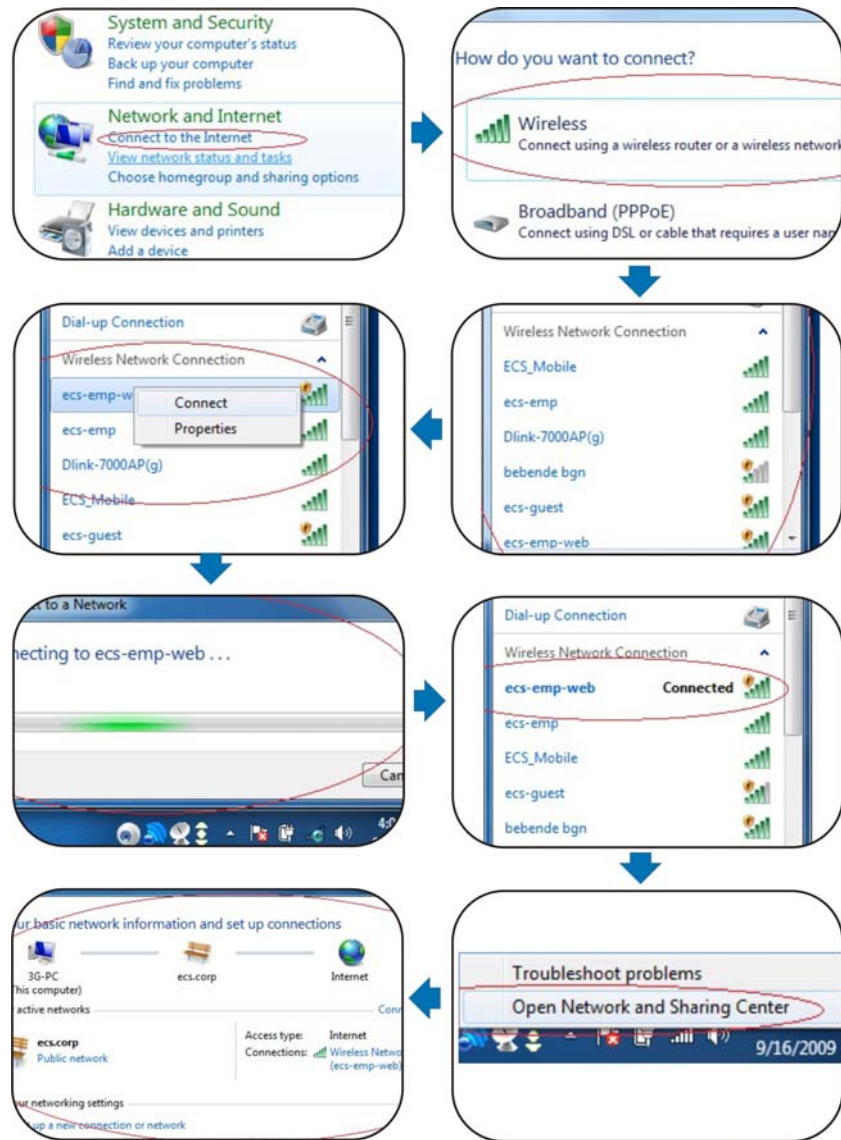 System and Security
Review your computer's status
Back up your computer
Find and fix problems
Network and Internet
Connect to the Internet
View network status and tasks
Choose homegroup and sharing options
Hardware and Sound
View devices and printers
Add a device
How do you want to connect?
Wireless
Connect using a wireless router or a wireless network
Broadband (PPPoE)
Connect using DSL or cable that requires a user nam
Wireless Network Connection
ECS_Mobile
ecs-emp
Dlink-7000AP(g)
bebende bgn
ecs-guest
ecs-emp-web
Dial-up Connection
Wireless Network Connection
ecs-emp-w
Connect
Properties
ecs-emp
Dlink-7000AP(g)
ECS_Mobile
ecs-guest
ct to a Network
necting to ecs-emp-web ...
Can
4:0
Dial-up Connection
Wireless Network Connection
ecs-emp-web Connected
ecs-emp
ECS_Mobile
ecs-guest
bebende bgn
Troubleshoot problems
Open Network and Sharing Center
9/16/2009
ur basic network information and set up connections
3G-PC
This computer)
ecs.corp
Internet
r active networks
Conn
ecs.corp
Public network
Access type: Internet
Connections: Wireless Netwo
(ecs-emp-web)
ur networking settings
up a new connection or network